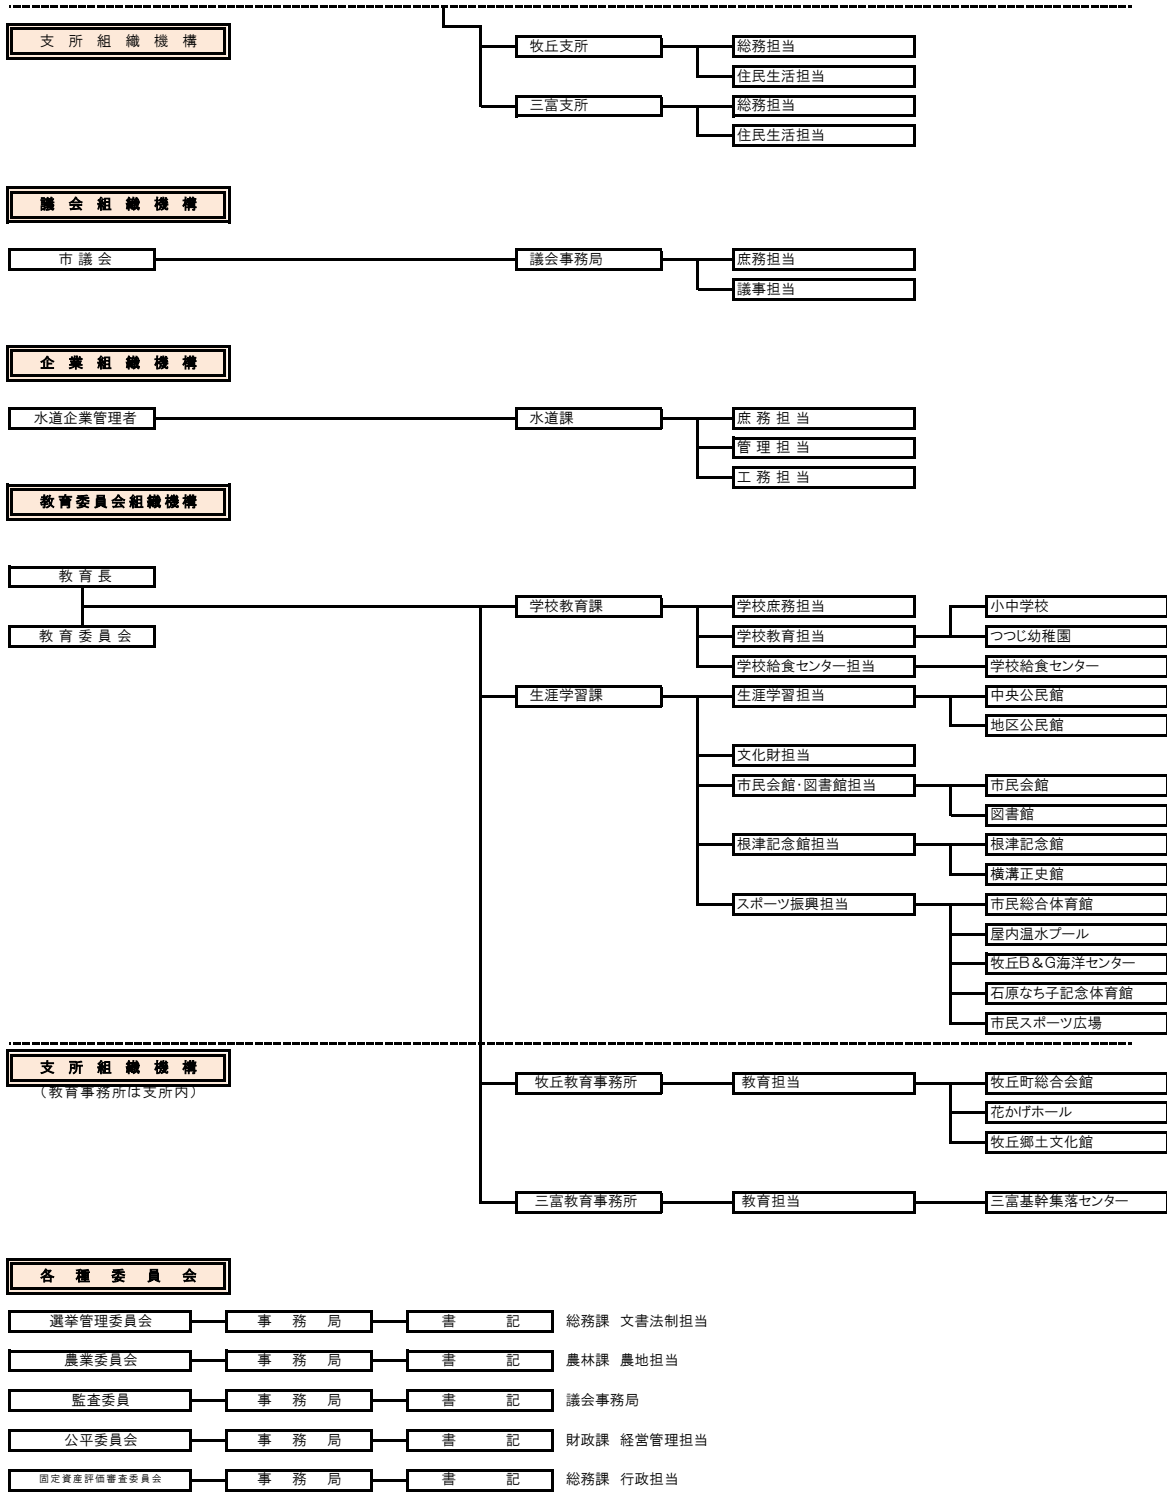 支所組織機構
牧丘支所
総務担当
住民生活担当
三富支所
総務担当
住民生活担当
議会組織機構
市議会
議会事務局
庶務担当
議事担当
企業組織機構
水道企業管理者
水道課
庶務担当
管理担当
工務担当
教育委員会組織機構
教育長
教育委員会
学校教育課
学校庶務担当
小中学校
学校教育担当
つつじ幼稚園
学校給食センター担当
学校給食センター
生涯学習課
生涯学習担当
中央公民館
地区公民館
文化財担当
市民会館・図書館担当
市民会館
図書館
根津記念館担当
根津記念館
横溝正史館
スポーツ振興担当
市民総合体育館
屋内温水プール
牧丘B＆G海洋センター
石原なち子記念体育館
市民スポーツ広場
支所組織機構
（教育事務所は支所内）
牧丘教育事務所
教育担当
牧丘町総合会館
花かげホール
牧丘郷土文化館
三富教育事務所
教育担当
三富基幹集落センター
各種委員会
選挙管理委員会 事務局 書記 総務課 文書法制担当
農業委員会 事務局 書記 農林課 農地担当
監査委員 事務局 書記 議会事務局
公平委員会 事務局 書記 財政課 経営管理担当
固定資産評価審査委員会 事務局 書記 総務課 行政担当